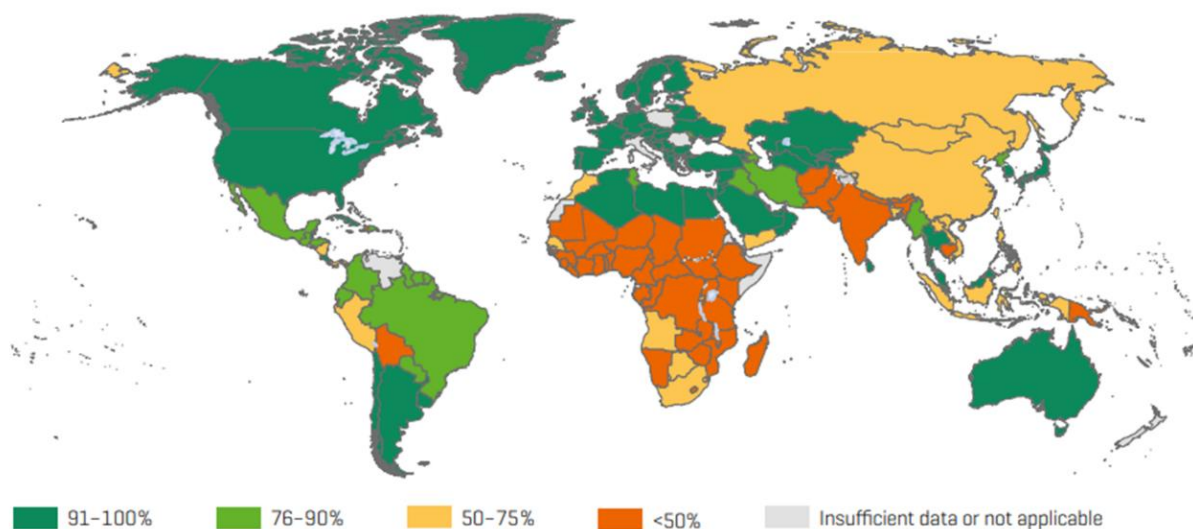 91–100% 76–90% 50–75% <50% Insufficient data or not applicable